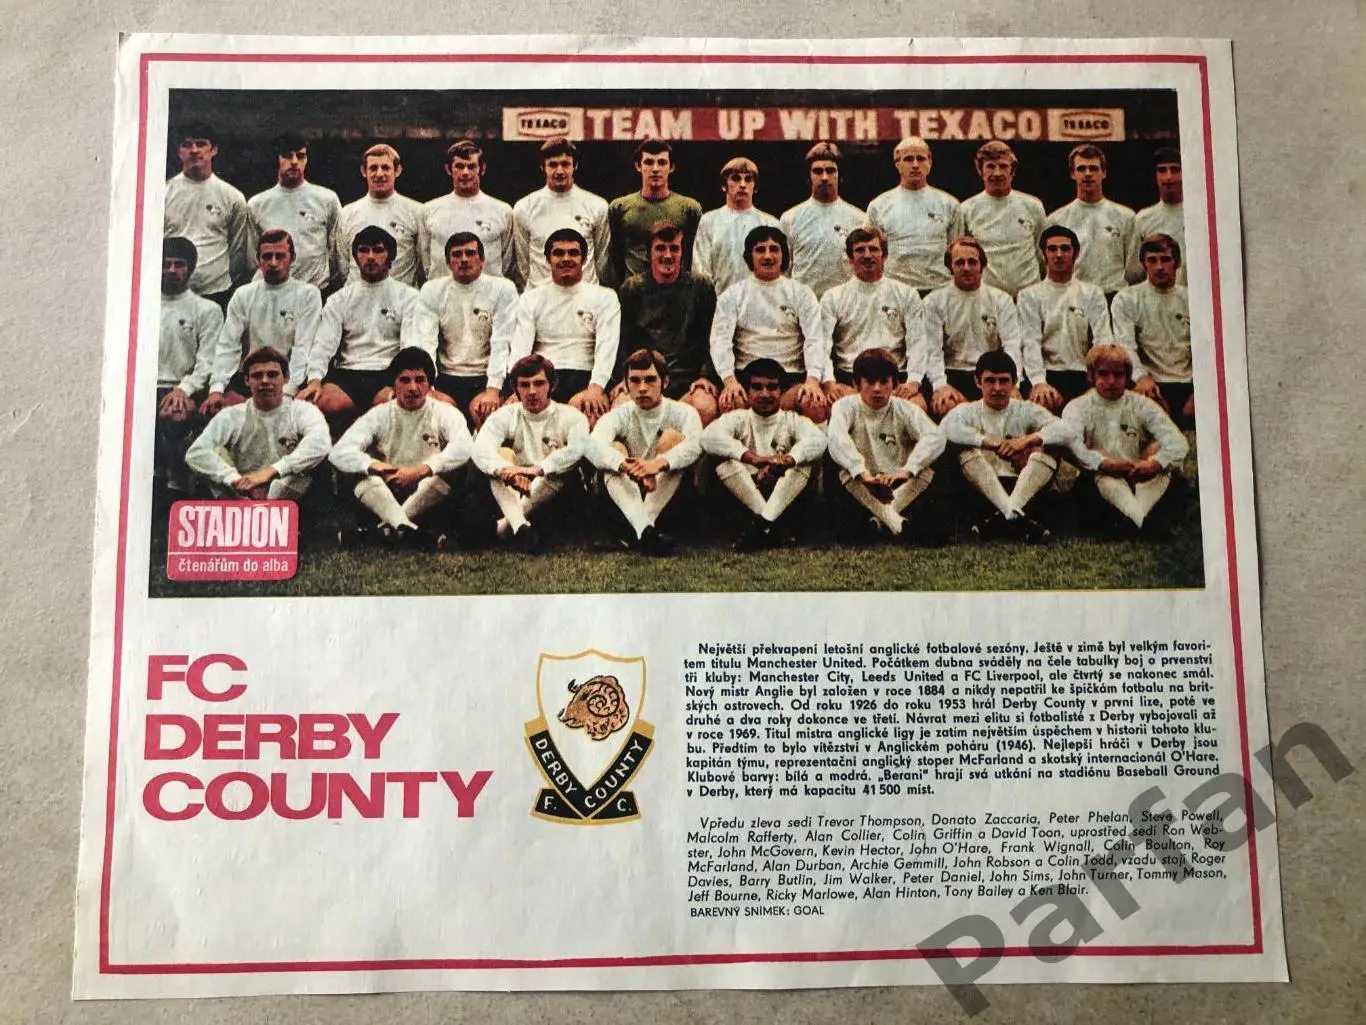 TEXACO TEAM UP WITH TEXACO TEXACO
STADIÓN
čtenářům do alba
FC
DERBY
COUNTY
DERBY COUNTY
F. C.
Největší překvapení letošní anglické fotbalové sezóny. Ještě v zimě byl velkým favori-
tem titulu Manchester United. Počátkem dubna sváděly na čele tabulky boj o prvenství
tři kluby: Manchester City, Leeds United a FC Liverpool, ale čtvrtý se nakonec smál.
Nový mistr Anglie byl založen v roce 1884 a nikdy nepatřil ke špičkám fotbalu na brit-
ských ostrovech. Od roku 1926 do roku 1953 hrál Derby County v první lize, poté ve
druhé a dva roky dokonce ve třetí. Návrat mezi elitu si fotbalisté z Derby vybojovali až
v roce 1969. Titul mistra anglické ligy je zatím největším úspěchem v historii tohoto klu-
bu. Předtím to bylo vítězství v Anglickém poháru (1946). Nejlepší hráči v Derby jsou
kapitán týmu, reprezentační anglický stoper McFarland a skotský internacionál O'Hare.
Klubové barvy: bílá a modrá. „Berani" hrají svá utkání na stadiónu Baseball Ground
v Derby, který má kapacitu 41 500 míst.
Vpředu zleva sedí Trevor Thompson, Donato Zaccaria, Peter Phelan, Steve Powell,
Malcolm Rafferty, Alan Collier, Colin Griffin a David Toon, uprostřed sedí Ron Web-
ster, John McGovern, Kevin Hector, John O'Hare, Frank Wignall, Colin Boulton, Roy
McFarland, Alan Durban, Archie Gemmill, John Robson a Colin Todd, vzadu stojí Roger
Davies, Barry Butlin, Jim Walker, Peter Daniel, John Sims, John Turner, Tommy Mason,
Jeff Bourne, Ricky Marlowe, Alan Hinton, Tony Bailey a Ken Blair.
BAREVNÝ SNÍMEK: GOAL
Parfan